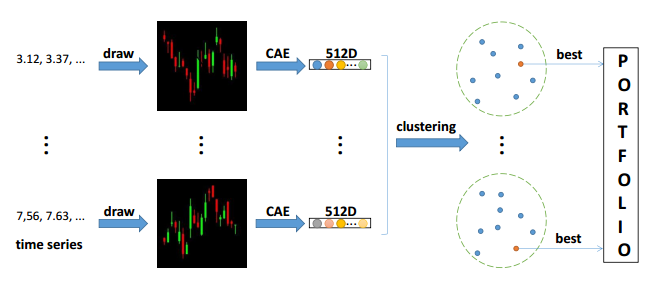 3.12, 3.37, ...
draw
CAE
512D
best
clustering
7,56, 7.63, ...
draw
CAE
512D
best
time series
PORTFOLIO